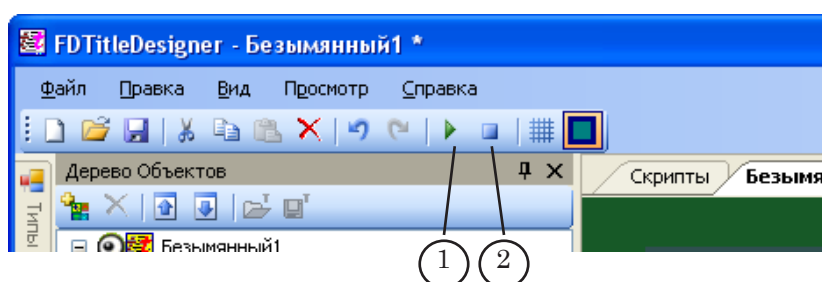 FDTitleDesigner - Безымянный1 *
Файл Правка Вид Просмотр Справка
Дерево Объектов
Скрипты Безымя
Типы
Безымянный1
1 2